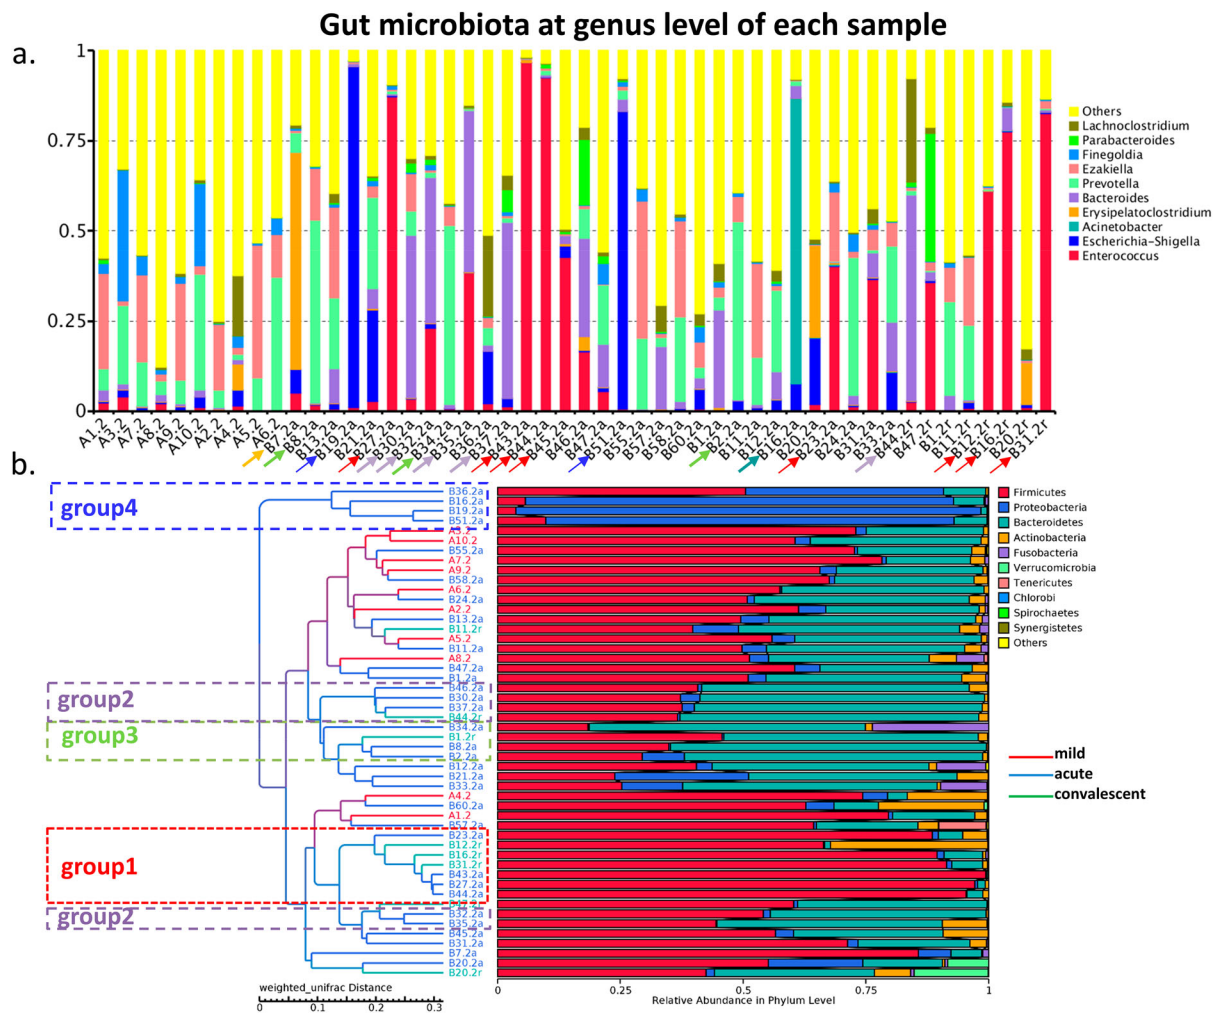 Gut microbiota at genus level of each sample
a.
1
0.75
0.5
0.25
0
A1.2
A3.2
A7.2
A8.2
A9.2
A10.2
A2.2
A4.2
A5.2
A6.2
B7.2a
B8.2a
B13.2a
B19.2a
B21.2a
B27.2a
B30.2a
B32.2a
B34.2a
B35.2a
B36.2a
B37.2a
B43.2a
B44.2a
B45.2a
B46.2a
B47.2a
B51.2a
B55.2a
B57.2a
B58.2a
B60.2a
B1.2a
B2.2a
B11.2a
B12.2a
B16.2a
B20.2a
B23.2a
B24.2a
B31.2a
B33.2a
B44.2r
B47.2r
B1.2r
B11.2r
B12.2r
B16.2r
B20.2r
B31.2r
Others
Lachnoclostridium
Parabacteroides
Finegoldia
Ezakiella
Prevotella
Bacteroides
Erysipelatoclostridium
Acinetobacter
Escherichia-Shigella
Enterococcus
b.
group4
group2
group3
group1
group2
B36.2a
B16.2a
B19.2a
B51.2a
A3.2
A10.2
B55.2a
A7.2
A9.2
B58.2a
A6.2
B24.2a
A2.2
B13.2a
B11.2r
A5.2
B11.2a
A8.2
B47.2a
B1.2a
B46.2a
B30.2a
B37.2a
B44.2r
B34.2a
B1.2r
B8.2a
B2.2a
B12.2a
B21.2a
B33.2a
A4.2
B60.2a
A1.2
B57.2a
B23.2a
B12.2r
B16.2r
B31.2r
B43.2a
B27.2a
B44.2a
B47.2r
B32.2a
B35.2a
B45.2a
B31.2a
B7.2a
B20.2a
B20.2r
Firmicutes
Proteobacteria
Bacteroidetes
Actinobacteria
Fusobacteria
Verrucomicrobia
Tenericutes
Chlorobi
Spirochaetes
Synergistetes
Others
mild
acute
convalescent
weighted_unifrac Distance
0 0.1 0.2 0.3
0 0.25 0.5 0.75 1
Relative Abundance in Phylum Level